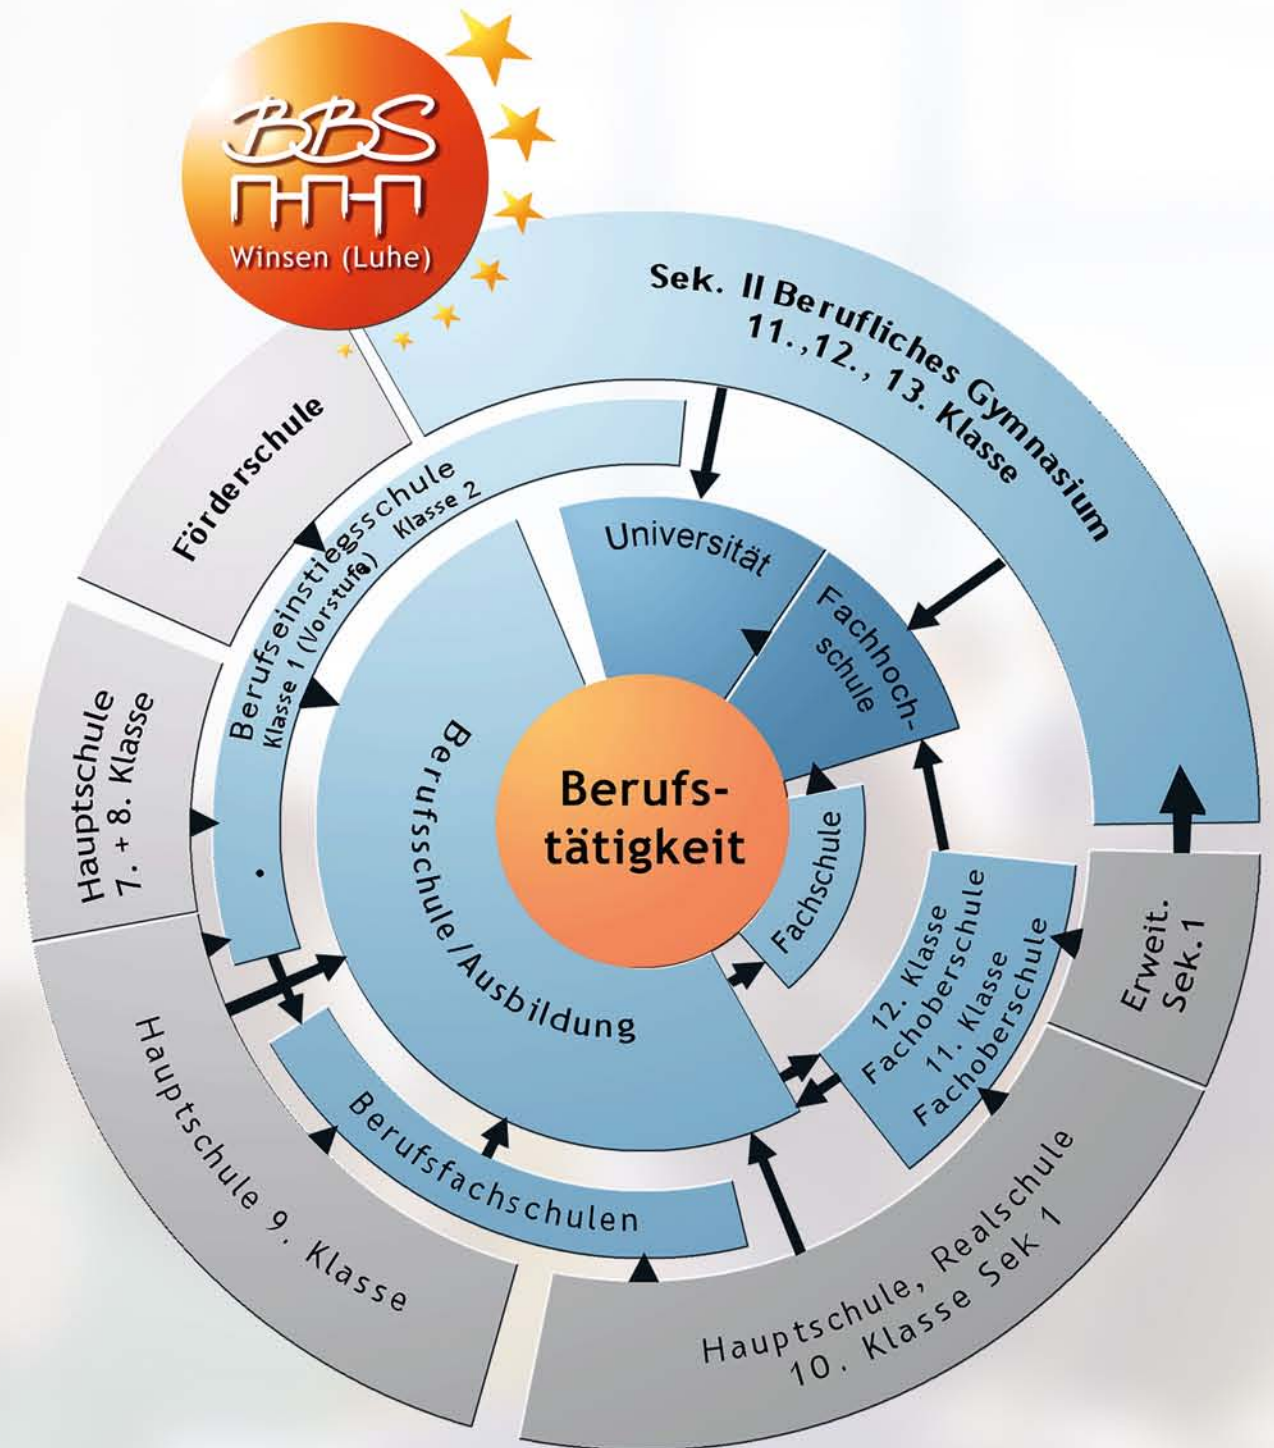 BBS
Winsen (Luhe)
Sek. II Berufliches Gymnasium
11.,12., 13. Klasse
Förderschule
Berufseinstiegsschule
Klasse 1 (Vorstufe) Klasse 2
Universität
Fachhoch-
schule
Hauptschule
7. + 8. Klasse
Berufsschule/Ausbildung
Berufs-
tätigkeit
Fachschule
12. Klasse
Fachoberschule
11. Klasse
Fachoberschule
Erweit.
Sek.1
Hauptschule 9. Klasse
Berufsfachschulen
Hauptschule, Realschule
10. Klasse Sek 1